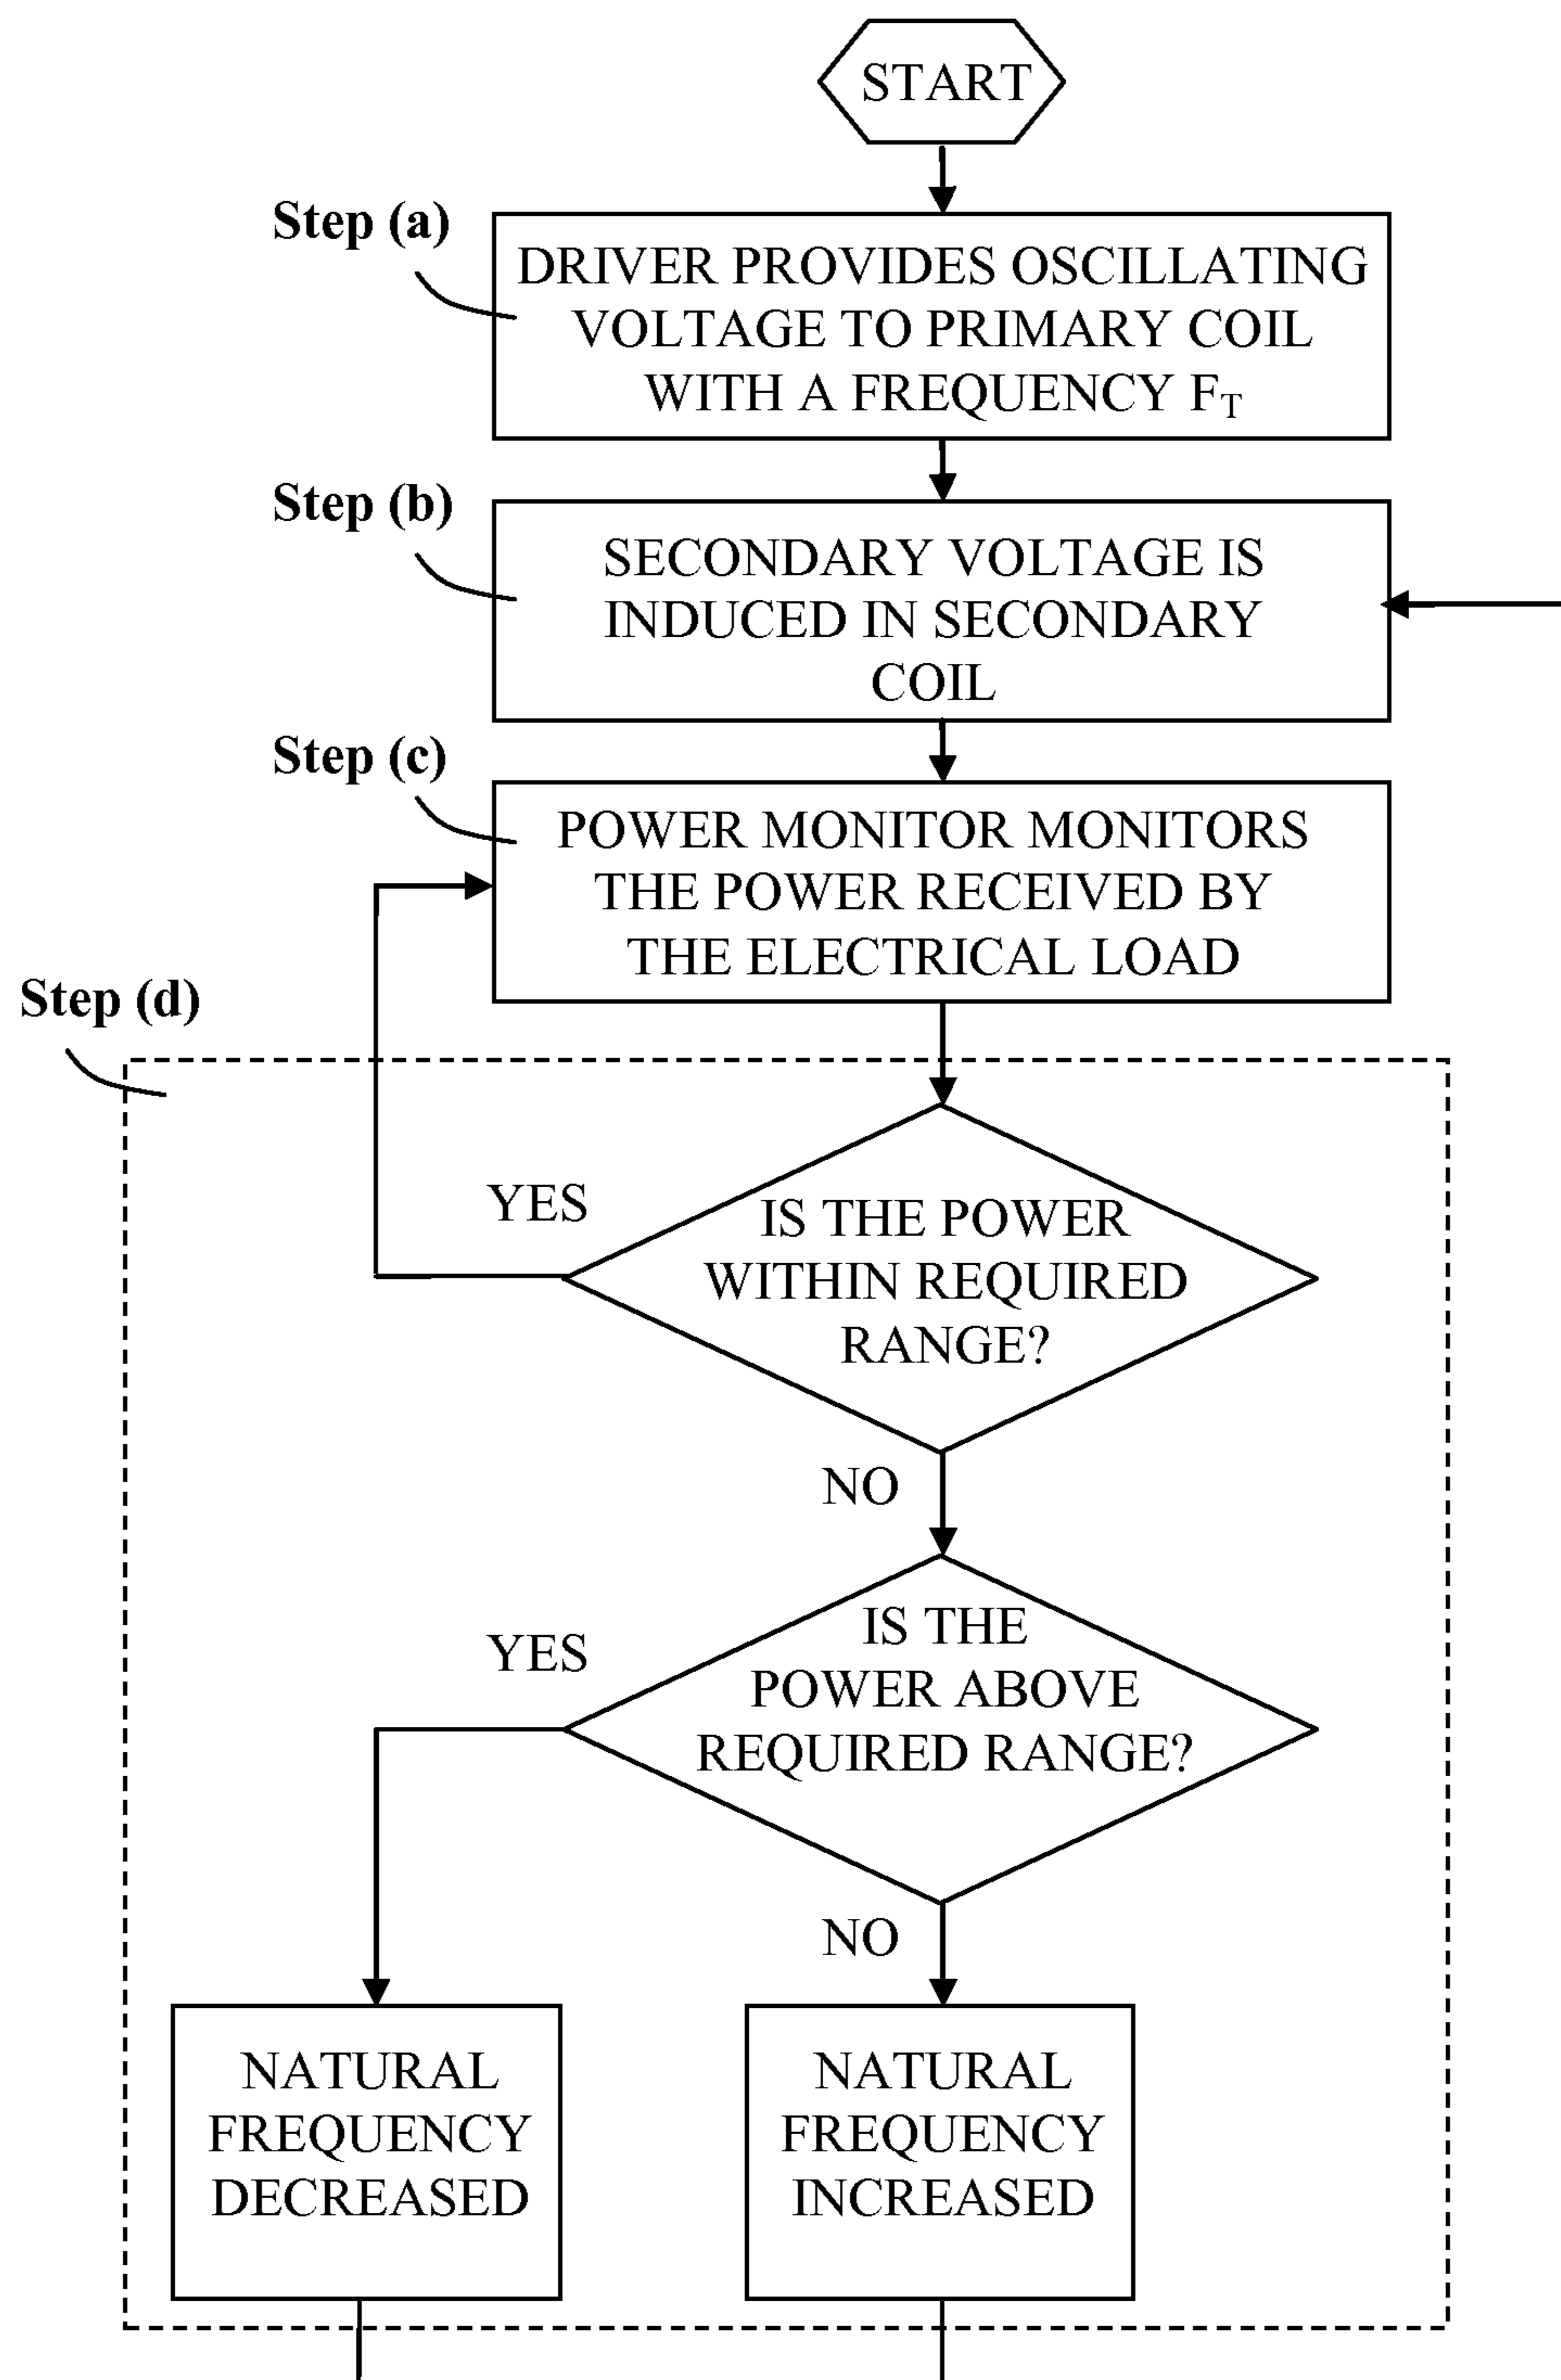 START
Step (a)
DRIVER PROVIDES OSCILLATING
VOLTAGE TO PRIMARY COIL
WITH A FREQUENCY F_T
Step (b)
SECONDARY VOLTAGE IS
INDUCED IN SECONDARY
COIL
Step (c)
POWER MONITOR MONITORS
THE POWER RECEIVED BY
THE ELECTRICAL LOAD
Step (d)
YES
IS THE POWER
WITHIN REQUIRED
RANGE?
NO
YES
IS THE
POWER ABOVE
REQUIRED RANGE?
NO
NATURAL
FREQUENCY
DECREASED
NATURAL
FREQUENCY
INCREASED